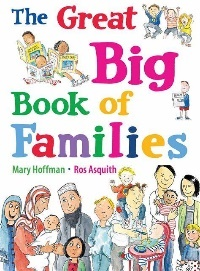 The Great
Big
Book of
Families
Mary Hoffman • Ros Asquith